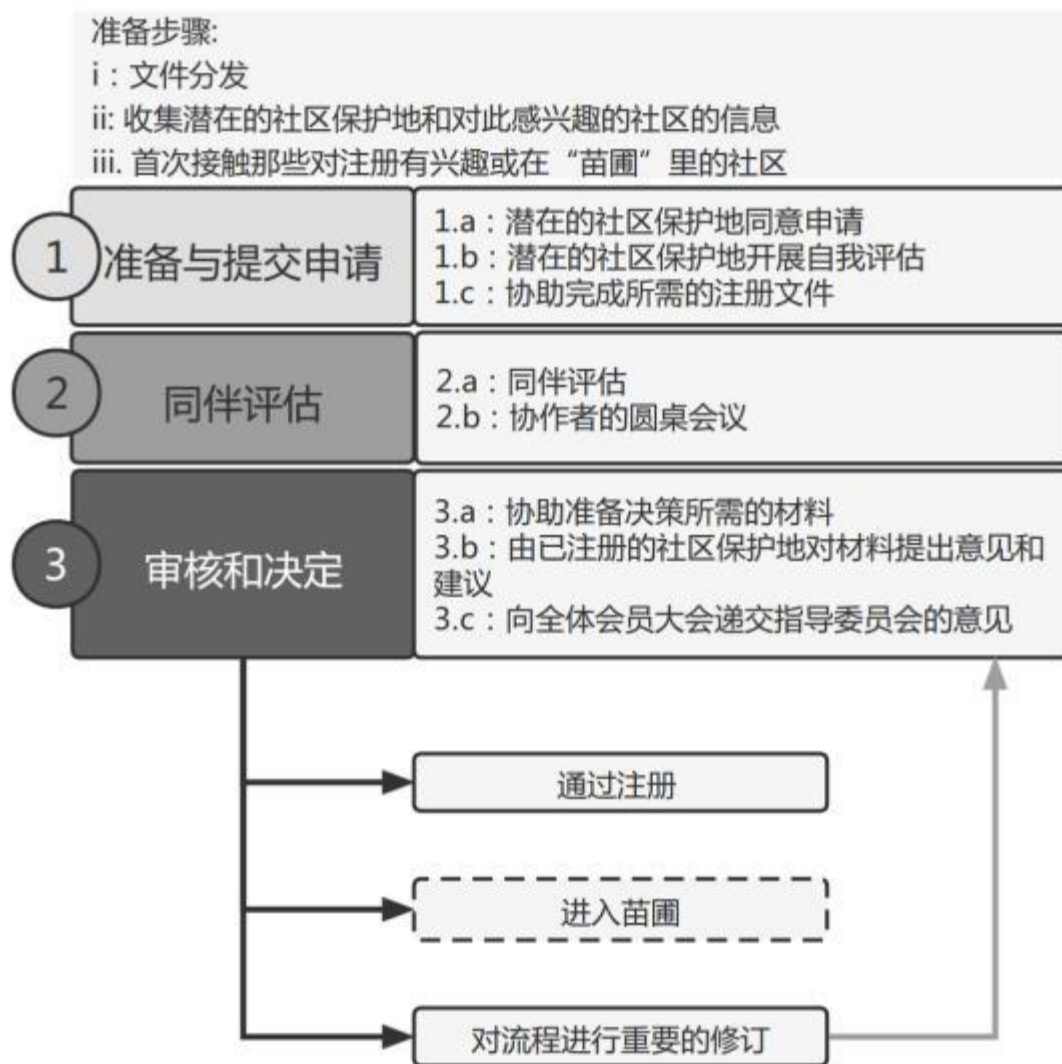 准备步骤:
i：文件分发
ii: 收集潜在的社区保护地和对此感兴趣的社区的信息
iii. 首次接触那些对注册有兴趣或在“苗圃”里的社区
1
准备与提交申请
1.a：潜在的社区保护地同意申请
1.b：潜在的社区保护地开展自我评估
1.c：协助完成所需的注册文件
2
同伴评估
2.a：同伴评估
2.b：协作者的圆桌会议
3
审核和决定
3.a：协助准备决策所需的材料
3.b：由已注册的社区保护地对材料提出意见和
建议
3.c：向全体会员大会递交指导委员会的意见
通过注册
进入苗圃
对流程进行重要的修订